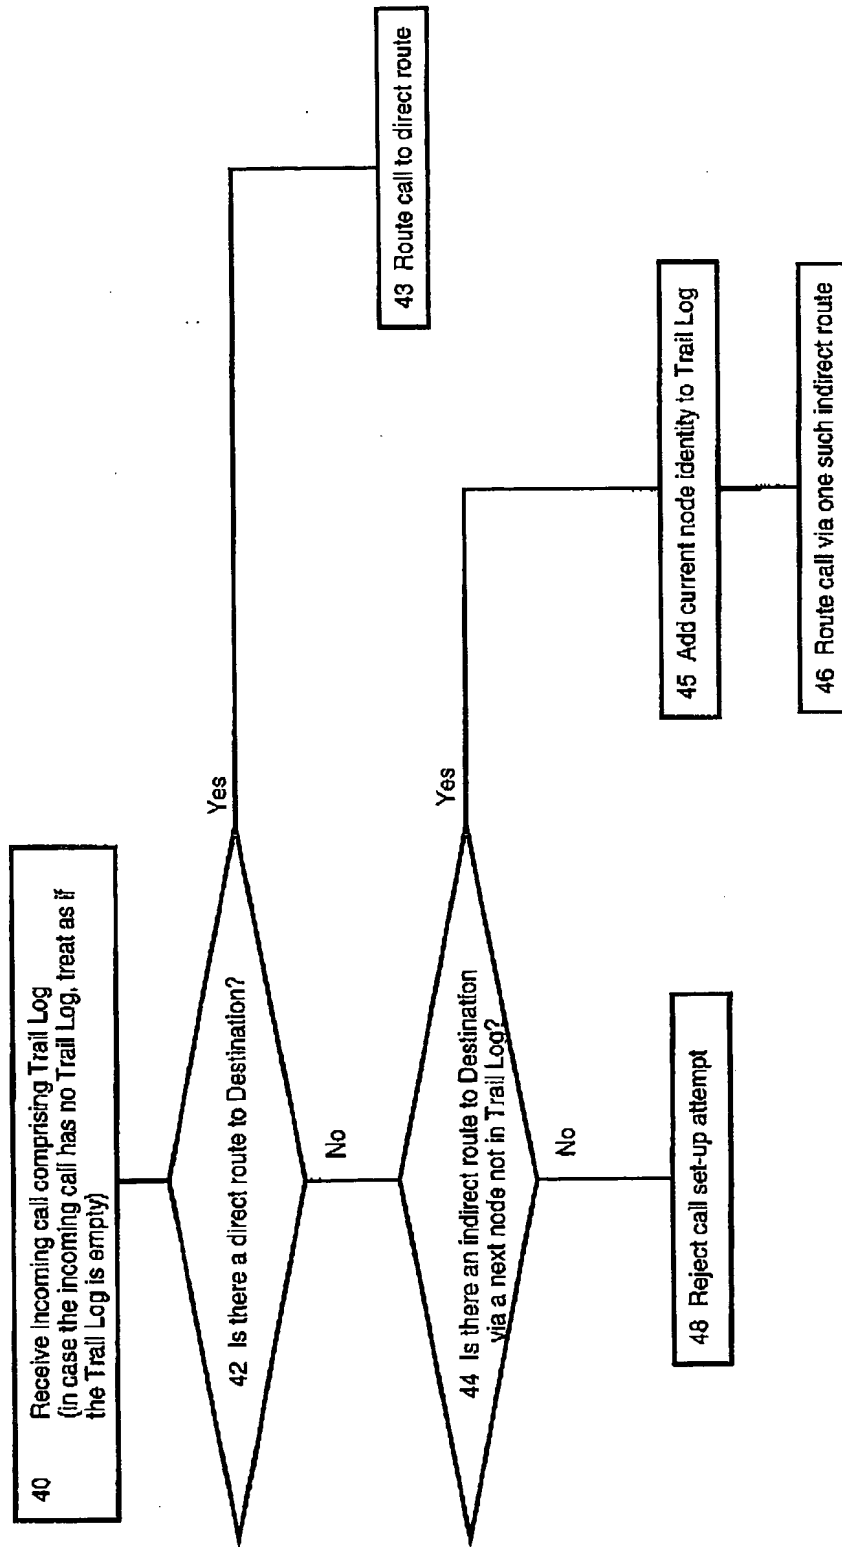 40 Receive Incoming call comprising Trail Log
(in case the incoming call has no Trail Log, treat as if
the Trail Log is empty)
42 Is there a direct route to Destination?
Yes
43 Route call to direct route
No
44 Is there an indirect route to Destination
via a next node not in Trail Log?
Yes
45 Add current node identity to Trail Log
46 Route call via one such indirect route
No
48 Reject call set-up attempt